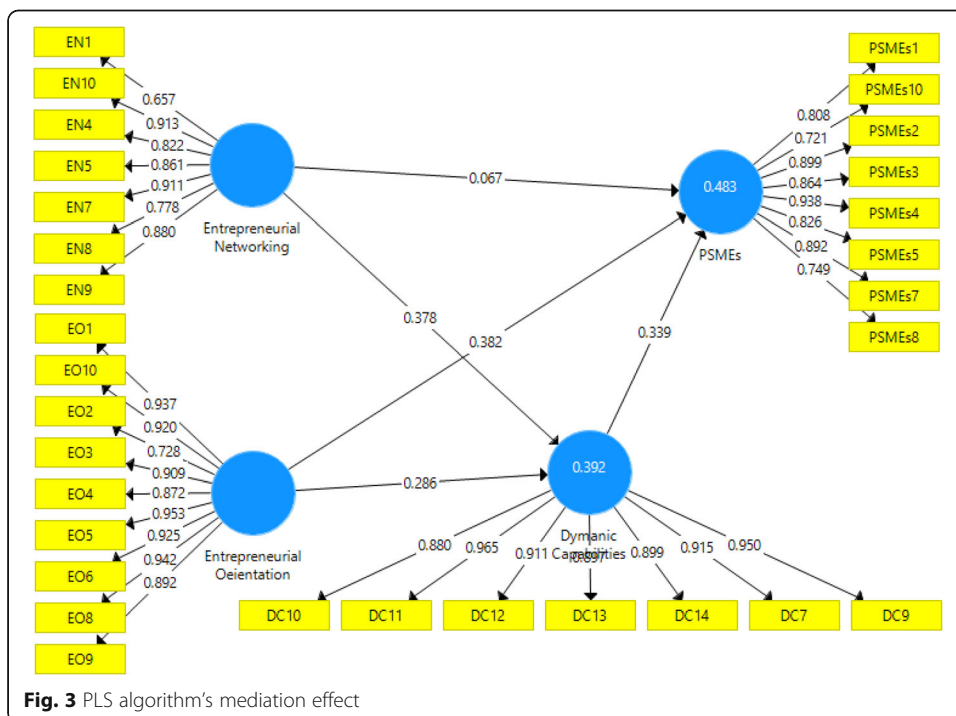 EN1
EN10
EN4
EN5
EN7
EN8
EN9
0.657
0.913
0.822
0.861
0.911
0.778
0.880
Entrepreneurial
Networking
EO1
EO10
EO2
EO3
EO4
EO5
EO6
EO8
EO9
0.937
0.920
0.728
0.909
0.872
0.953
0.925
0.942
0.892
Entrepreneurial
Oeientation
0.067
0.378
0.382
0.286
0.339
0.483
PSMEs
0.808
0.721
0.899
0.864
0.938
0.826
0.892
0.749
PSMEs1
PSMEs10
PSMEs2
PSMEs3
PSMEs4
PSMEs5
PSMEs7
PSMEs8
0.392
Dymanic
Capabilities
0.880
0.965
0.911
0.897
0.899
0.915
0.950
DC10
DC11
DC12
DC13
DC14
DC7
DC9
Fig. 3 PLS algorithm's mediation effect